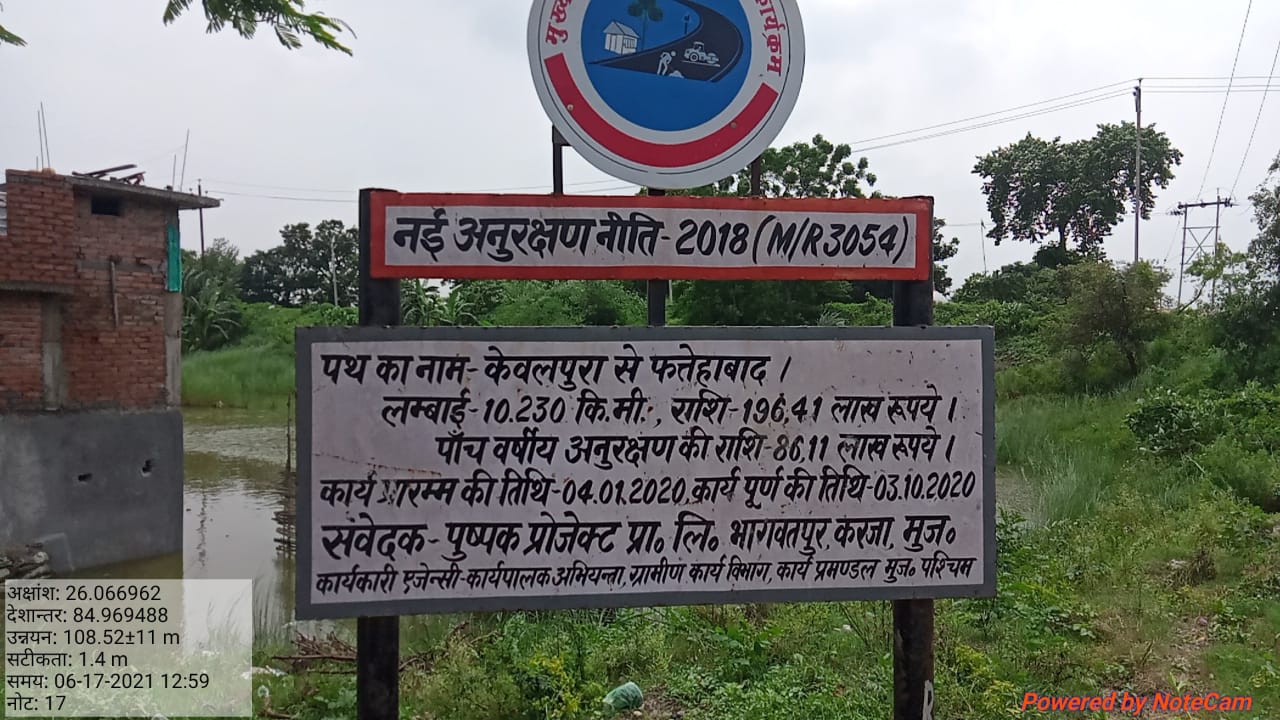 मुख्य
कार्यक्रम
नई अनुरक्षण नीति-2018 (M/R 3054)
पथ का नाम- केवलपुरा से फत्तेहाबाद ।
लम्बाई-10.230 कि.मी., राशि-196.41 लाख रूपये ।
पाँच वर्षीय अनुरक्षण की राशि-86.11 लाख रूपये ।
कार्य प्रारम्भ की तिथि-04.01.2020, कार्य पूर्ण की तिथि-03.10.2020
संवेदक- पुष्पक प्रोजेक्ट प्रा० लि० भागवतपुर, करजा, मुज०
कार्यकारी एजेन्सी-कार्यपालक अभियन्ता, ग्रामीण कार्य विभाग, कार्य प्रमण्डल मुज० पश्चिम
अक्षांश: 26.066962
देशान्तर: 84.969488
उन्नयन: 108.52±11 m
सटीकता: 1.4 m
समय: 06-17-2021 12:59
नोट: 17
Powered by NoteCam